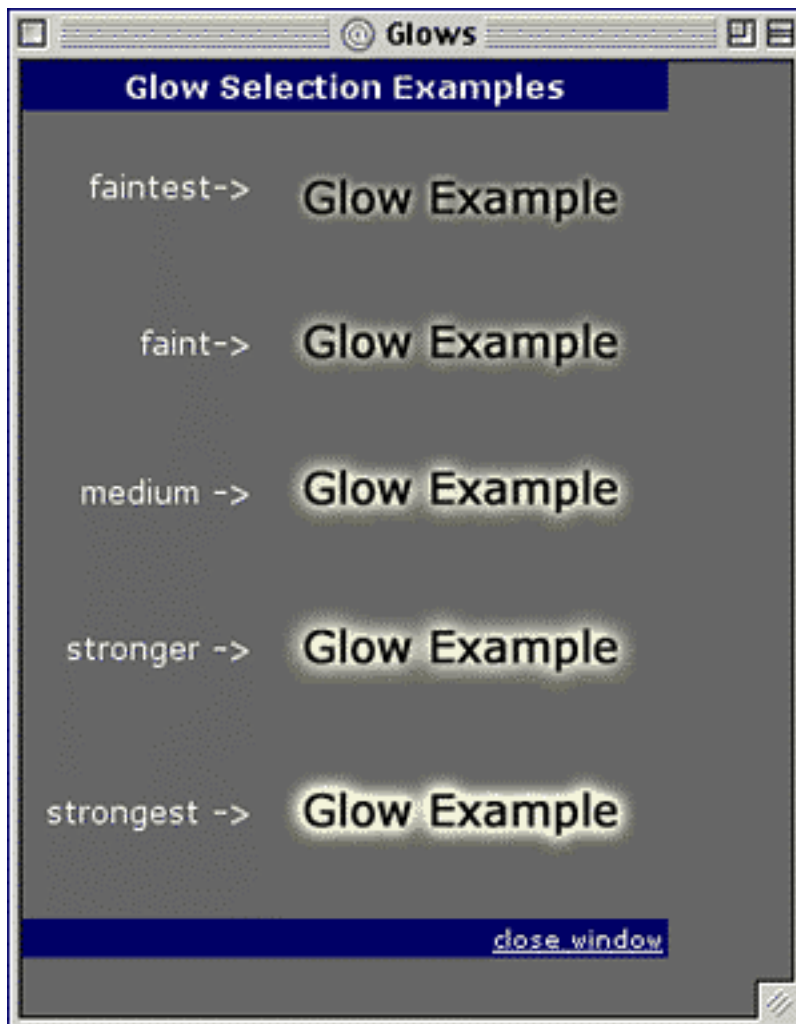 @ Glows
Glow Selection Examples
faintest-> Glow Example
faint-> Glow Example
medium -> Glow Example
stronger -> Glow Example
strongest -> Glow Example
close window